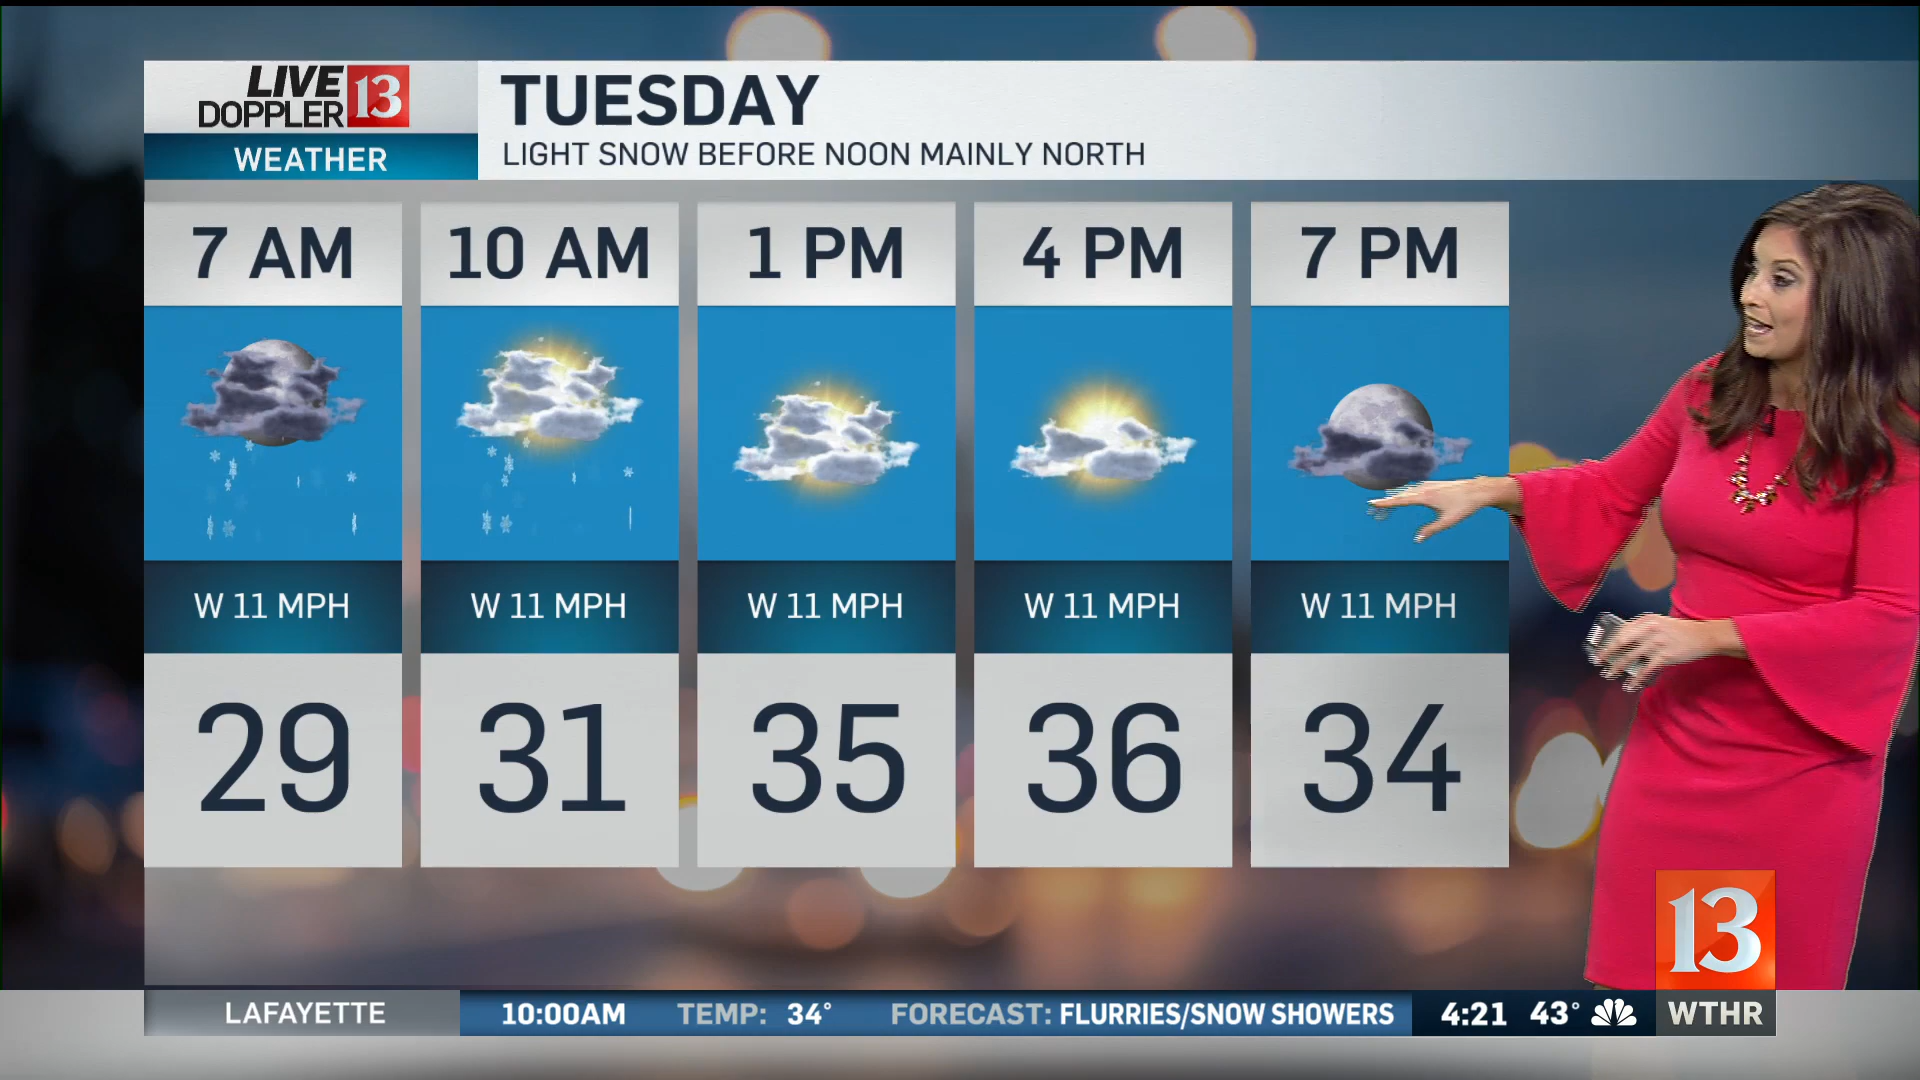 LIVE
DOPPLER 13
WEATHER
TUESDAY
LIGHT SNOW BEFORE NOON MAINLY NORTH
7 AM 10 AM 1 PM 4 PM 7 PM
W 11 MPH W 11 MPH W 11 MPH W 11 MPH W 11 MPH
29 31 35 36 34
13
LAFAYETTE 10:00AM TEMP: 34° FORECAST: FLURRIES/SNOW SHOWERS 4:21 43° WTHR